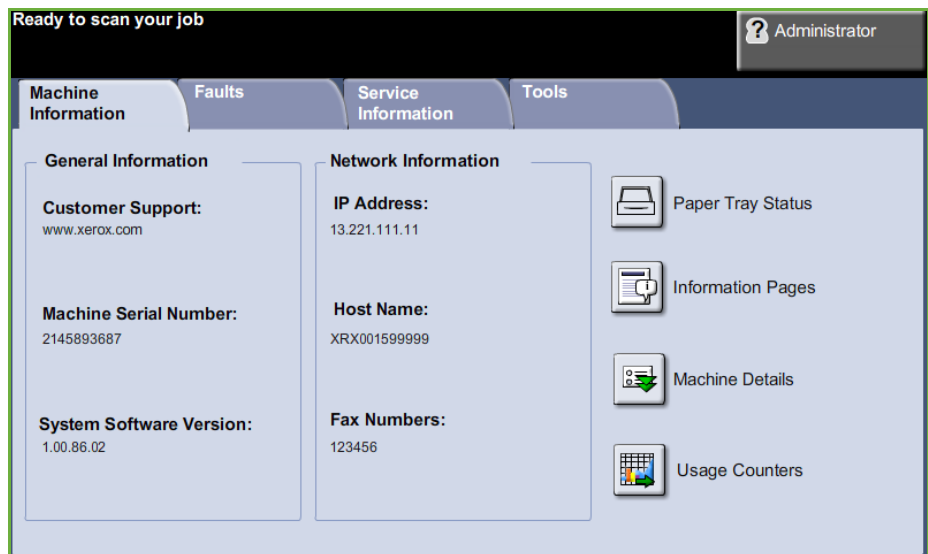 Ready to scan your job
Administrator
Machine
Information
Faults
Service
Information
Tools
General Information
Customer Support:
www.xerox.com
Machine Serial Number:
2145893687
System Software Version:
1.00.86.02
Network Information
IP Address:
13.221.111.11
Host Name:
XRX001599999
Fax Numbers:
123456
Paper Tray Status
Information Pages
Machine Details
Usage Counters